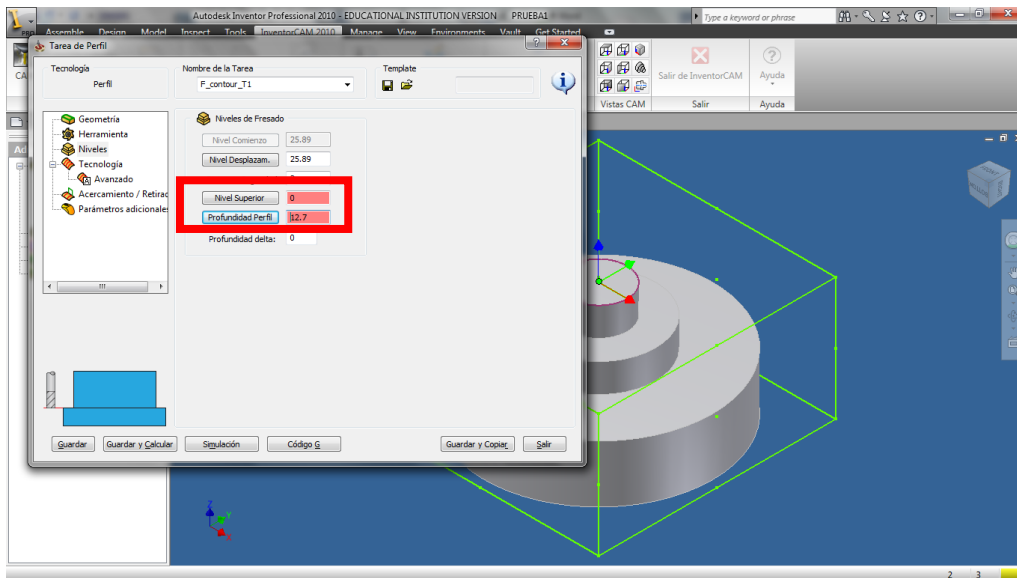 Autodesk Inventor Professional 2010 - EDUCATIONAL INSTITUTION VERSION PRUEBA1
Type a keyword or phrase
PRO Assemble Design Model Inspect Tools InventorCAM 2010 Manage View Environments Vault Get Started
Tarea de Perfil
Tecnología
Perfil
Nombre de la Tarea
F_contour_T1
Template
CA
Salir de InventorCAM
Ayuda
Vistas CAM
Salir
Ayuda
Geometría
Herramienta
Niveles
Tecnología
Avanzado
Acercamiento / Retirad
Parámetros adicionales
Niveles de Fresado
Nivel Comienzo 25.89
Nivel Desplazam. 25.89
Nivel Superior 0
Profundidad Perfil 12.7
Profundidad delta: 0
Guardar
Guardar y Calcular
Simulación
Código G
Guardar y Copiar
Salir
Z
Y
X
2 3